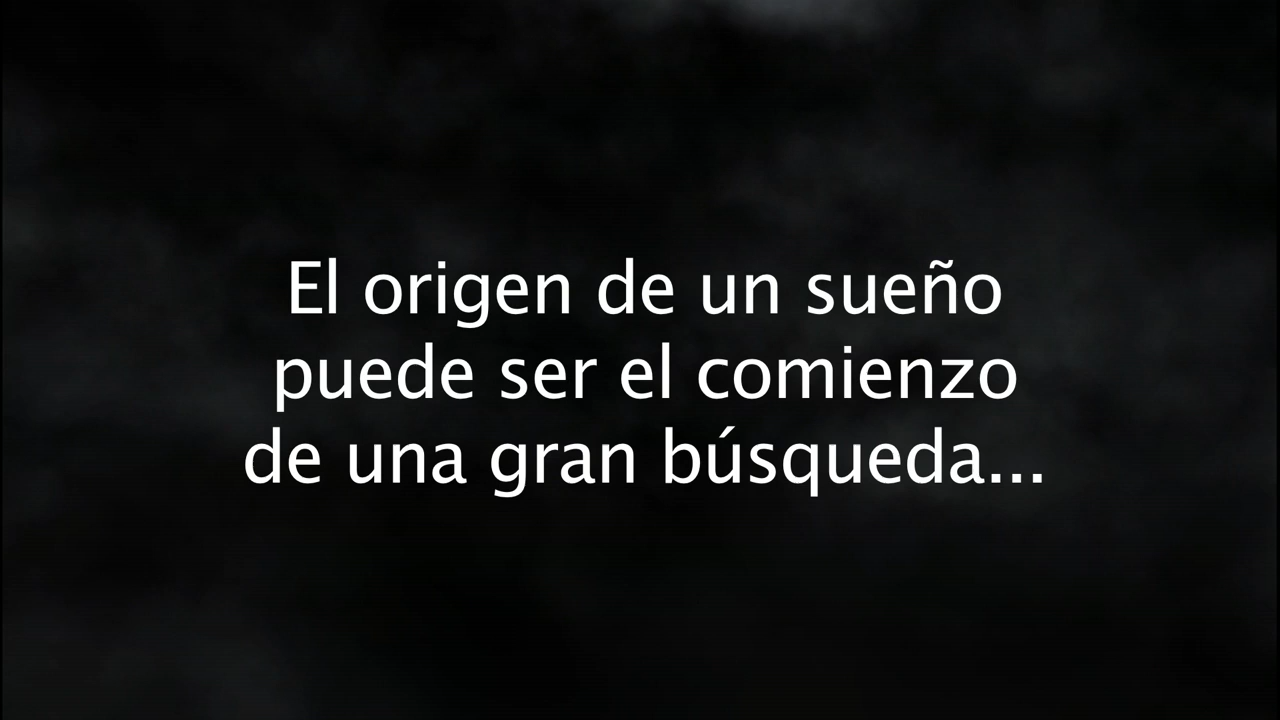 El origen de un sueño
puede ser el comienzo
de una gran búsqueda...